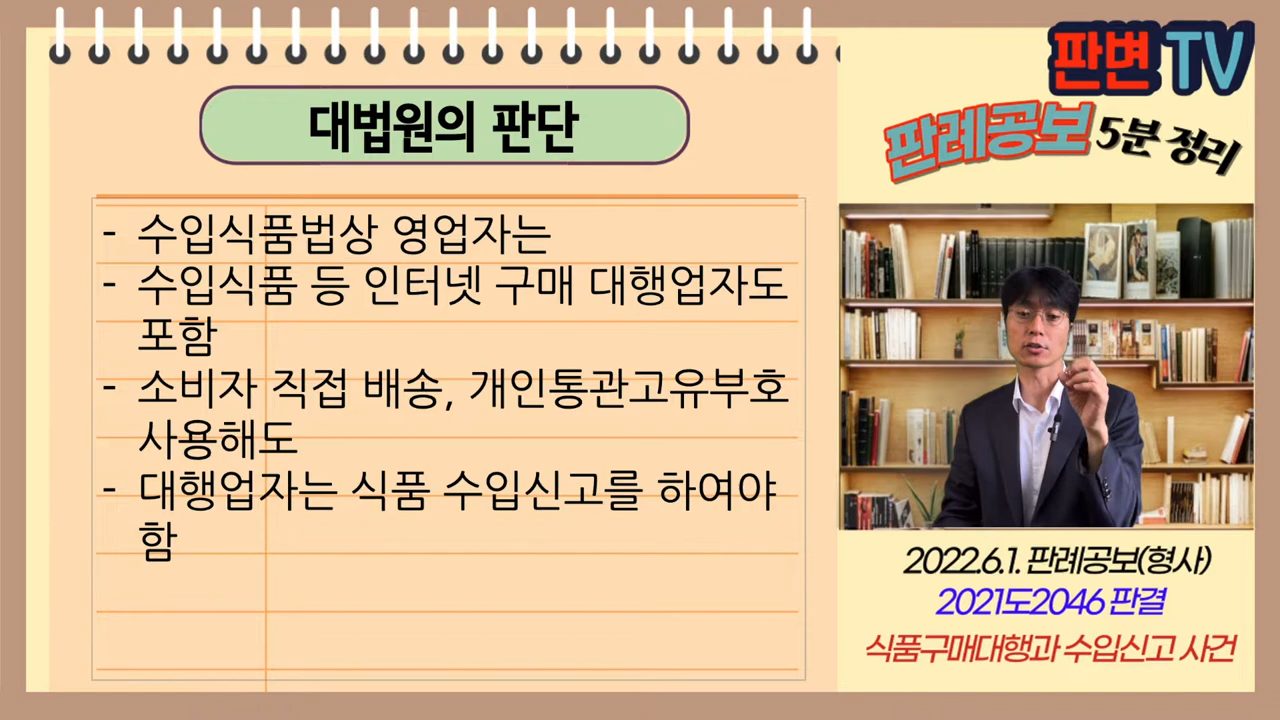 판변 TV
판례공보 5분 정리
대법원의 판단
- 수입식품법상 영업자는
- 수입식품 등 인터넷 구매 대행업자도
포함
- 소비자 직접 배송, 개인통관고유부호
사용해도
- 대행업자는 식품 수입신고를 하여야
함
2022.6.1. 판례공보(형사)
2021도2046 판결
식품구매대행과 수입신고 사건